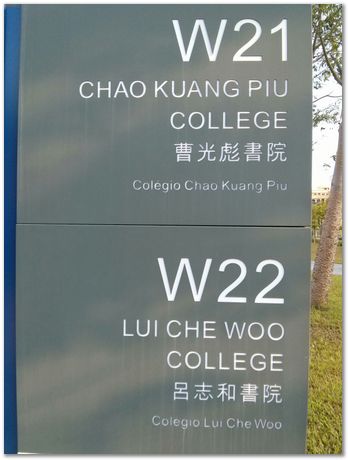 W21
CHAO KUANG PIU
COLLEGE
曹光彪書院
Colégio Chao Kuang Piu
W22
LUI CHE WOO
COLLEGE
呂志和書院
Colégio Lui Che Woo